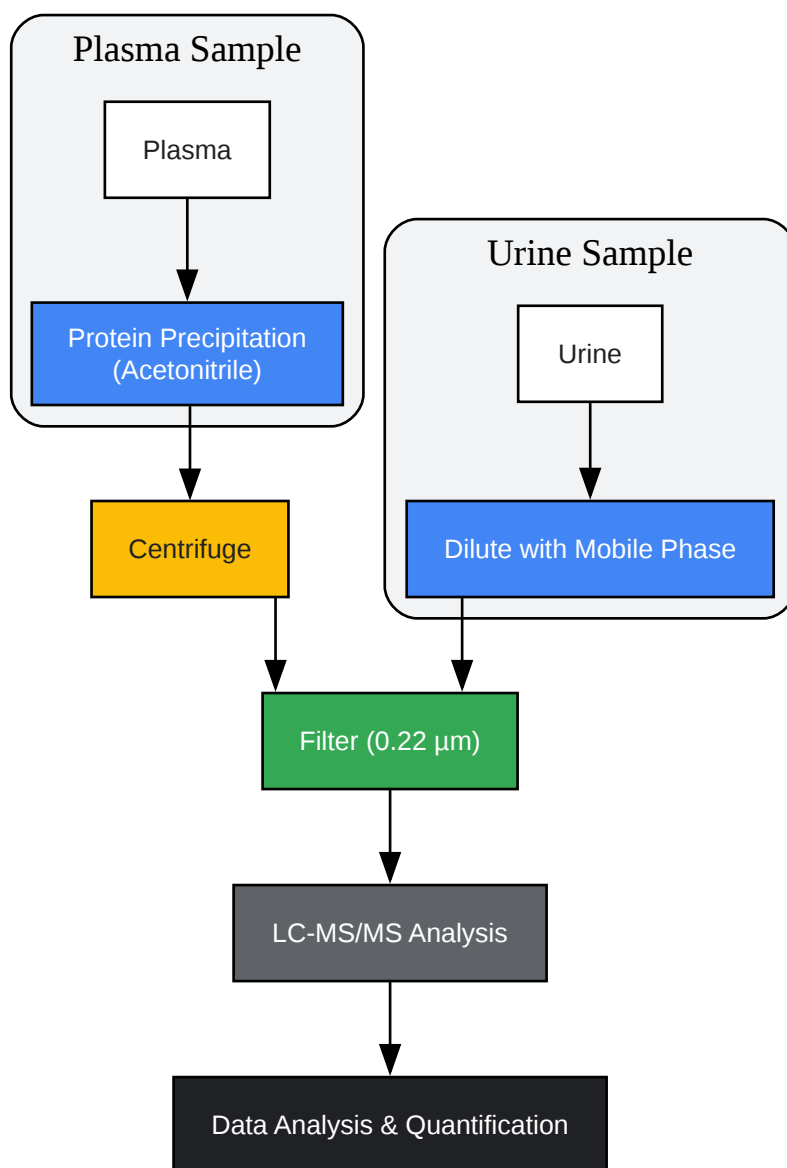 Plasma Sample
Plasma
Protein Precipitation
(Acetonitrile)
Urine Sample
Urine
Centrifuge
Dilute with Mobile Phase
Filter (0.22 µm)
LC-MS/MS Analysis
Data Analysis & Quantification